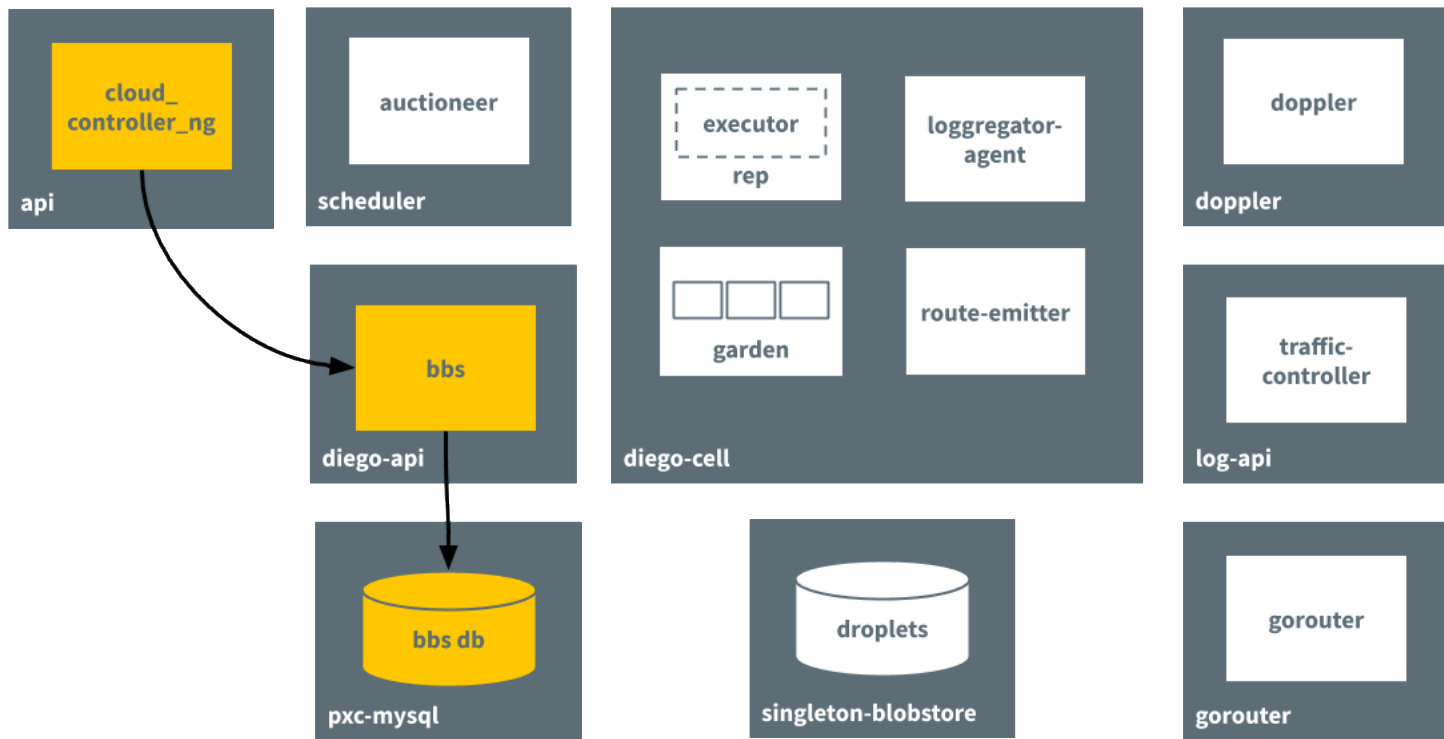 cloud_
controller_ng
api
auctioneer
scheduler
executor
rep
loggregator-
agent
garden
route-emitter
diego-cell
doppler
doppler
bbs
diego-api
traffic-
controller
log-api
bbs db
pxc-mysql
droplets
singleton-blobstore
gorouter
gorouter